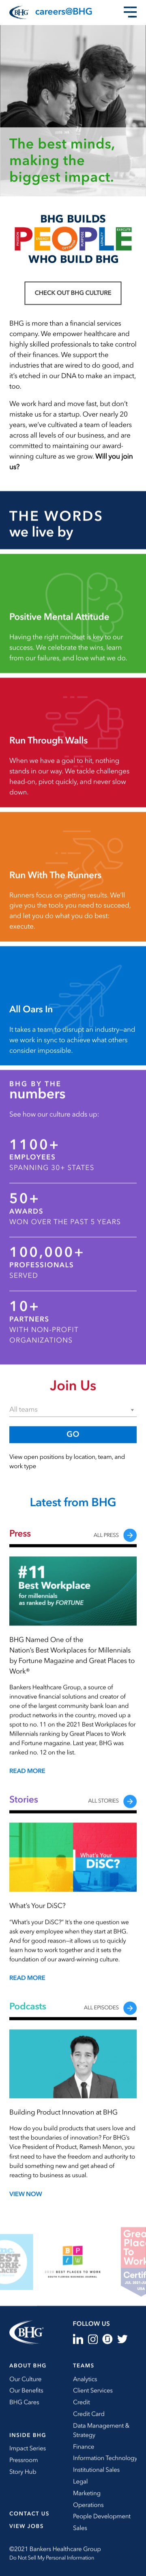 BHG careers@BHG
The best minds,
making the
biggest impact.
BHG BUILDS
PEOPLE
WHO BUILD BHG
CHECK OUT BHG CULTURE
BHG is more than a financial services
company. We empower healthcare and
highly skilled professionals to take control
of their finances. We support the
industries that are wired to do good, and
it's etched in our DNA to make an impact,
too.
We work hard and move fast, but don't
mistake us for a startup. Over nearly 20
years, we've cultivated a team of leaders
across all levels of our business, and are
committed to maintaining our award-
winning culture as we grow. Will you join
us?
THE WORDS
we live by
Positive Mental Attitude
Having the right mindset is key to our
success. We celebrate the wins, learn
from our failures, and love what we do.
Run Through Walls
When we have a goal to hit, nothing
stands in our way. We tackle challenges
head-on, pivot quickly, and never slow
down.
Run With The Runners
Runners focus on getting results. We'll
give you the tools you need to succeed,
and let you do what you do best:
execute.
All Oars In
It takes a team to disrupt an industry—and
we work in sync to achieve what others
consider impossible.
BHG BY THE
numbers
See how our culture adds up:
1100+
EMPLOYEES
SPANNING 30+ STATES
50+
AWARDS
WON OVER THE PAST 5 YEARS
100,000+
PROFESSIONALS
SERVED
10+
PARTNERS
WITH NON-PROFIT
ORGANIZATIONS
Join Us
All teams
GO
View open positions by location, team, and
work type
Latest from BHG
Press ALL PRESS
#11
Best Workplace
for millennials
as ranked by FORTUNE
BHG Named One of the
Nation's Best Workplaces for Millennials
by Fortune Magazine and Great Places to
Work®
Bankers Healthcare Group, a source of
innovative financial solutions and creator of
one of the largest community bank loan and
product networks in the country, moved up a
spot to no. 11 on the 2021 Best Workplaces for
Millennials ranking by Great Places to Work
and Fortune magazine. Last year, BHG was
ranked no. 12 on the list.
READ MORE
Stories ALL STORIES
What's Your
DiSC?
What's Your DiSC?
"What's your DiSC?" It's the one question we
ask every employee when they start at BHG.
And for good reason—it allows us to quickly
learn how to work together and it sets the
foundation of our award-winning culture.
READ MORE
Podcasts ALL EPISODES
Building Product Innovation at BHG
How do you build products that users love and
test the boundaries of innovation? For BHG's
Vice President of Product, Ramesh Menon, you
first need to have the freedom and authority to
build something new and get ahead of
reacting to business as usual.
VIEW NOW
BEST
BPTW
2018 BEST PLACES TO WORK
Great
Place
To
Work
Certif
BHG
FOLLOW US
ABOUT BHG
Our Culture
Our Benefits
BHG Cares
INSIDE BHG
Impact Series
Pressroom
Story Hub
CONTACT US
VIEW JOBS
TEAMS
Analytics
Client Services
Credit
Credit Card
Data Management &
Strategy
Finance
Information Technology
Institutional Sales
Legal
Marketing
Operations
People Development
Sales
©2021 Bankers Healthcare Group
Do Not Sell My Personal Information